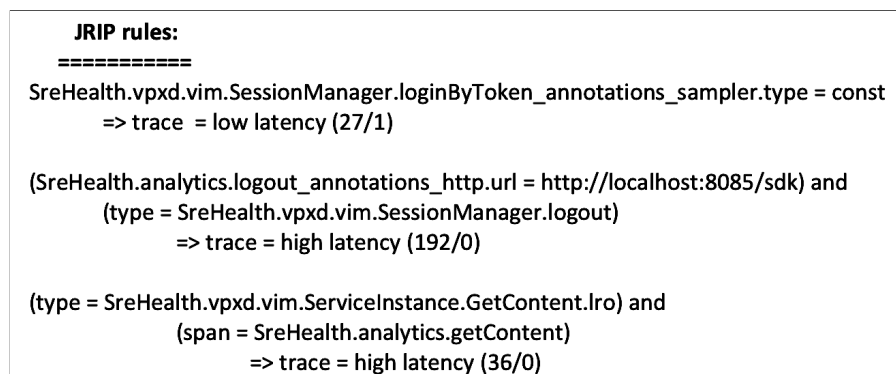 JRIP rules:
===========
SreHealth.vpxd.vim.SessionManager.loginByToken_annotations_sampler.type = const
=> trace = low latency (27/1)
(SreHealth.analytics.logout_annotations_http.url = http://localhost:8085/sdk) and
(type = SreHealth.vpxd.vim.SessionManager.logout)
=> trace = high latency (192/0)
(type = SreHealth.vpxd.vim.ServiceInstance.GetContent.lro) and
(span = SreHealth.analytics.getContent)
=> trace = high latency (36/0)